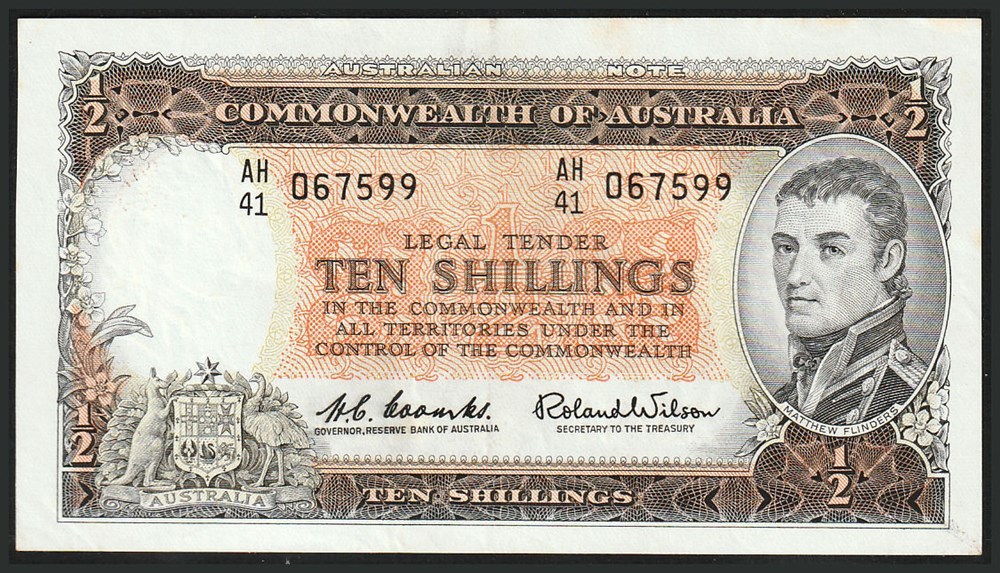 AUSTRALIAN NOTE
1/2 1/2
COMMONWEALTH OF AUSTRALIA
AH 41 067599 AH 41 067599
LEGAL TENDER
TEN SHILLINGS
IN THE COMMONWEALTH AND IN
ALL TERRITORIES UNDER THE
CONTROL OF THE COMMONWEALTH
H.C. Coombs. Roland Wilson
GOVERNOR, RESERVE BANK OF AUSTRALIA SECRETARY TO THE TREASURY
MATTHEW FLINDERS
1/2 1/2
AUSTRALIA
TEN SHILLINGS